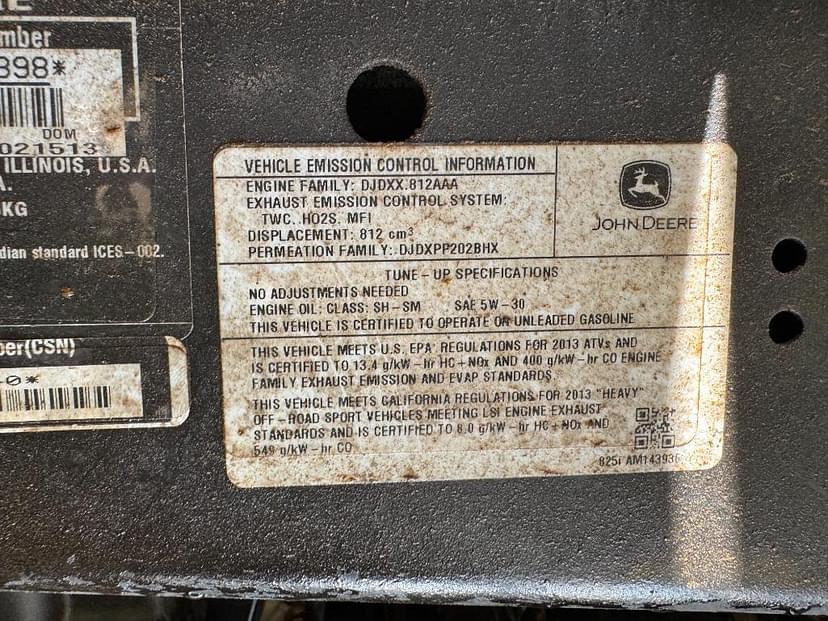 mber
898*
DOM
021513
ILLINOIS, U.S.A.
A.
KG
dian standard ICES-002.
ber(CSN)
0*
VEHICLE EMISSION CONTROL INFORMATION
ENGINE FAMILY: DJDXX.812AAA
EXHAUST EMISSION CONTROL SYSTEM:
TWC, HO2S, MFI
DISPLACEMENT: 812 cm³
PERMEATION FAMILY: DJDXPP202BHX
JOHN DEERE
TUNE-UP SPECIFICATIONS
NO ADJUSTMENTS NEEDED
ENGINE OIL: CLASS: SH-SM SAE 5W-30
THIS VEHICLE IS CERTIFIED TO OPERATE ON UNLEADED GASOLINE
THIS VEHICLE MEETS U.S. EPA REGULATIONS FOR 2013 ATVs AND
IS CERTIFIED TO 13.4 g/kW-hr HC+NOx AND 400 g/kW-hr CO ENGINE
FAMILY EXHAUST EMISSION AND EVAP STANDARDS
THIS VEHICLE MEETS CALIFORNIA REGULATIONS FOR 2013 "HEAVY"
OFF-ROAD SPORT VEHICLES MEETING LSI ENGINE EXHAUST
STANDARDS AND IS CERTIFIED TO 8.0 g/kW-hr HC+NOx AND
549 g/kW-hr CO
825i AM14393